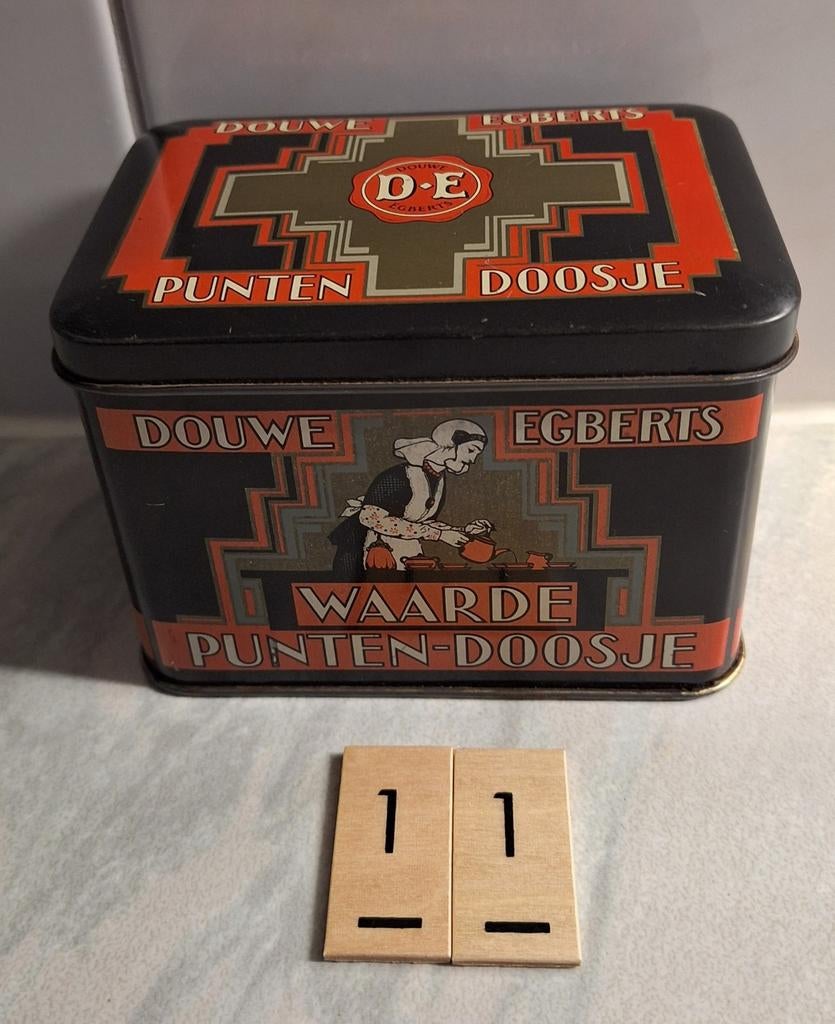 DOUWE EGBERTS
DOUWE
D·E
EGBERTS
PUNTEN DOOSJE
DOUWE EGBERTS
WAARDE
PUNTEN-DOOSJE
1 1